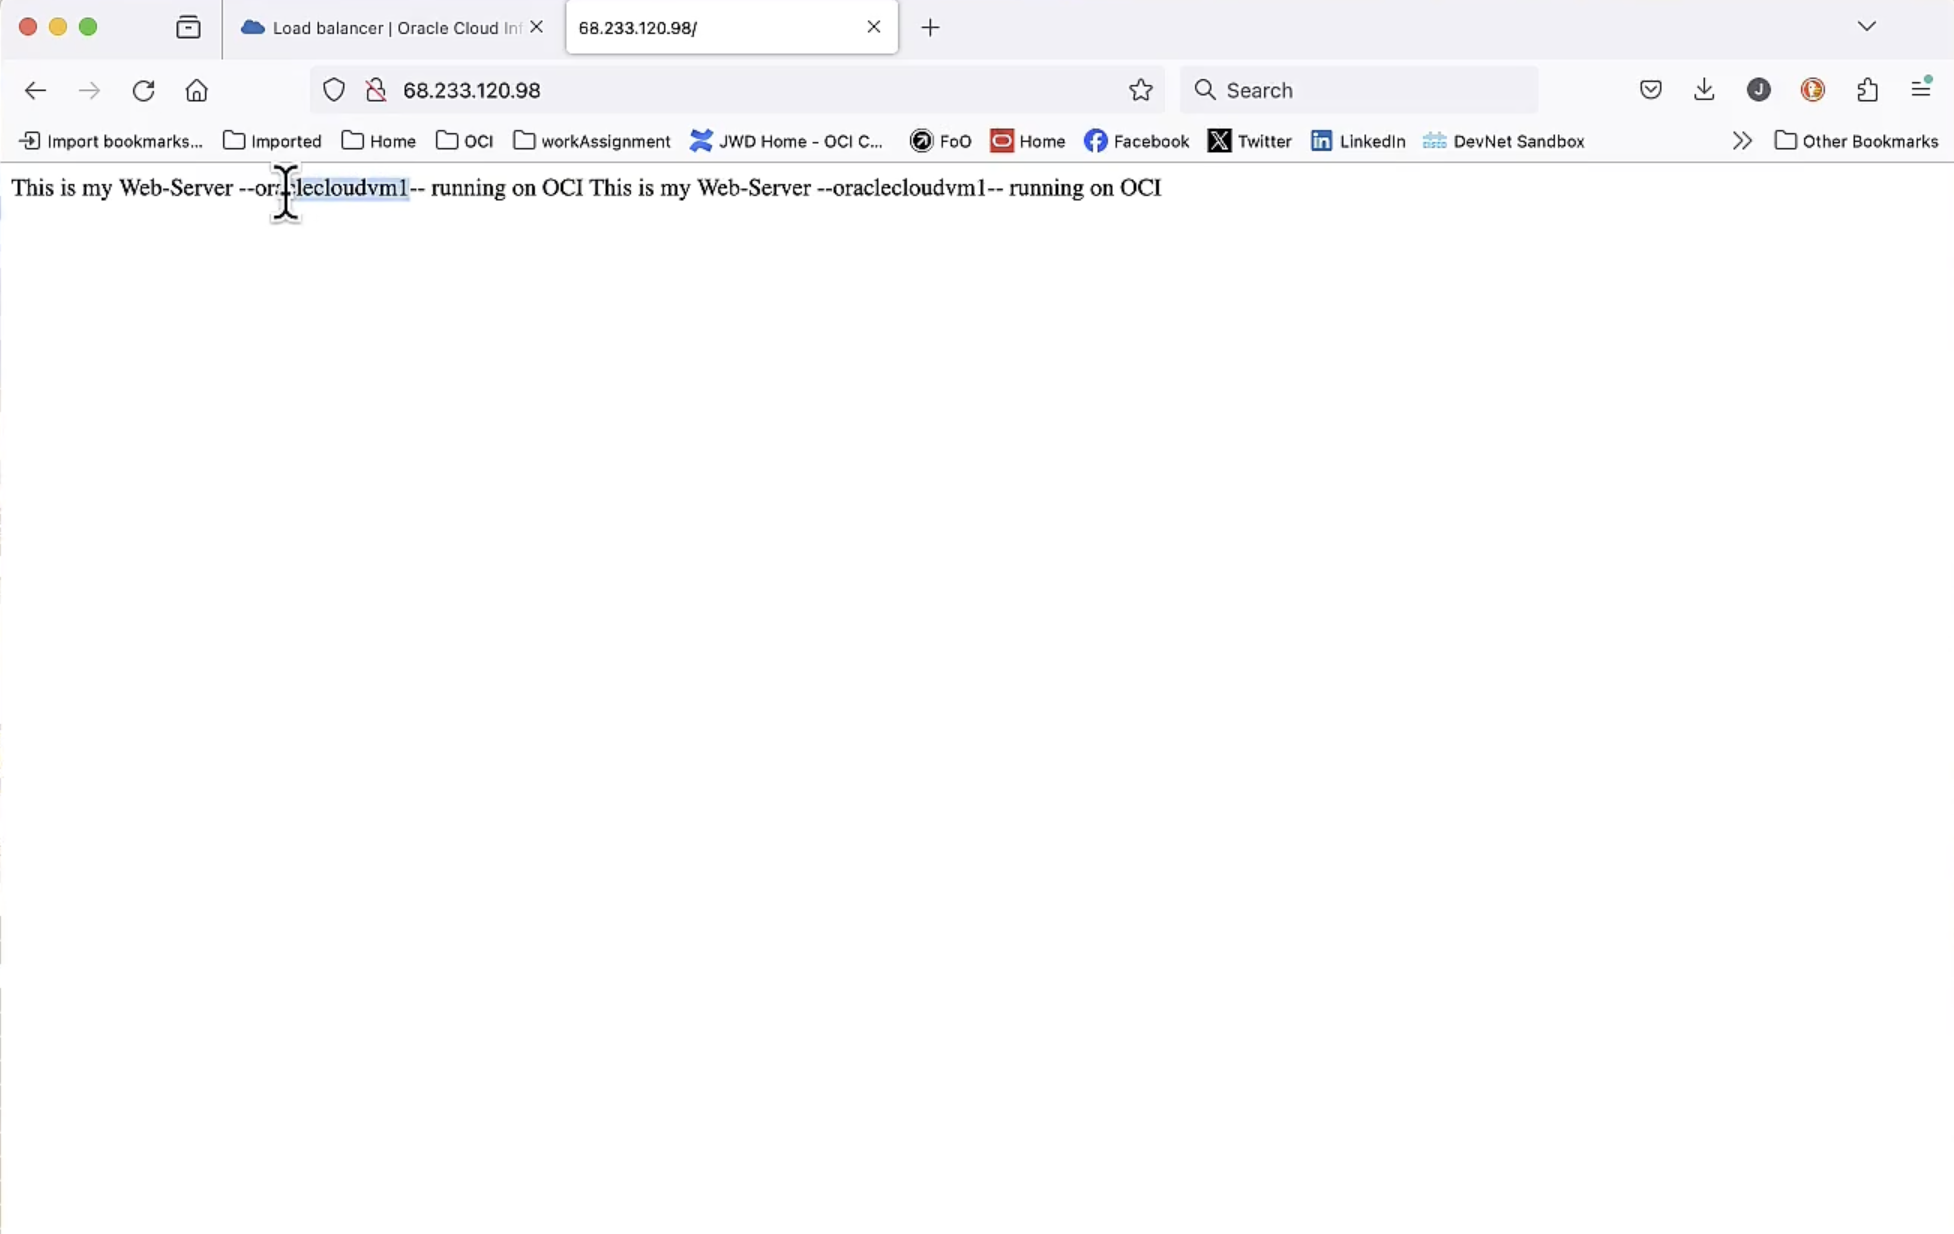 Load balancer | Oracle Cloud Inf
68.233.120.98/
68.233.120.98
Search
J
Import bookmarks...
Imported
Home
OCI
workAssignment
JWD Home - OCI C...
FoO
Home
Facebook
Twitter
LinkedIn
DevNet Sandbox
Other Bookmarks
This is my Web-Server --oraclecloudvm1-- running on OCI This is my Web-Server --oraclecloudvm1-- running on OCI